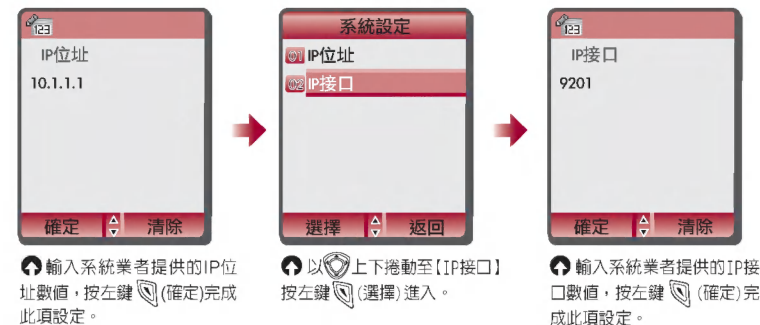 123
IP位址
10.1.1.1
確定 清除
輸入系統業者提供的IP位
址數值，按左鍵(確定)完成
此項設定。
系統設定
01 IP位址
02 IP接口
選擇 返回
以上下捲動至【IP接口】
按左鍵(選擇)進入。
123
IP接口
9201
確定 清除
輸入系統業者提供的IP接
口數值，按左鍵(確定)完
成此項設定。